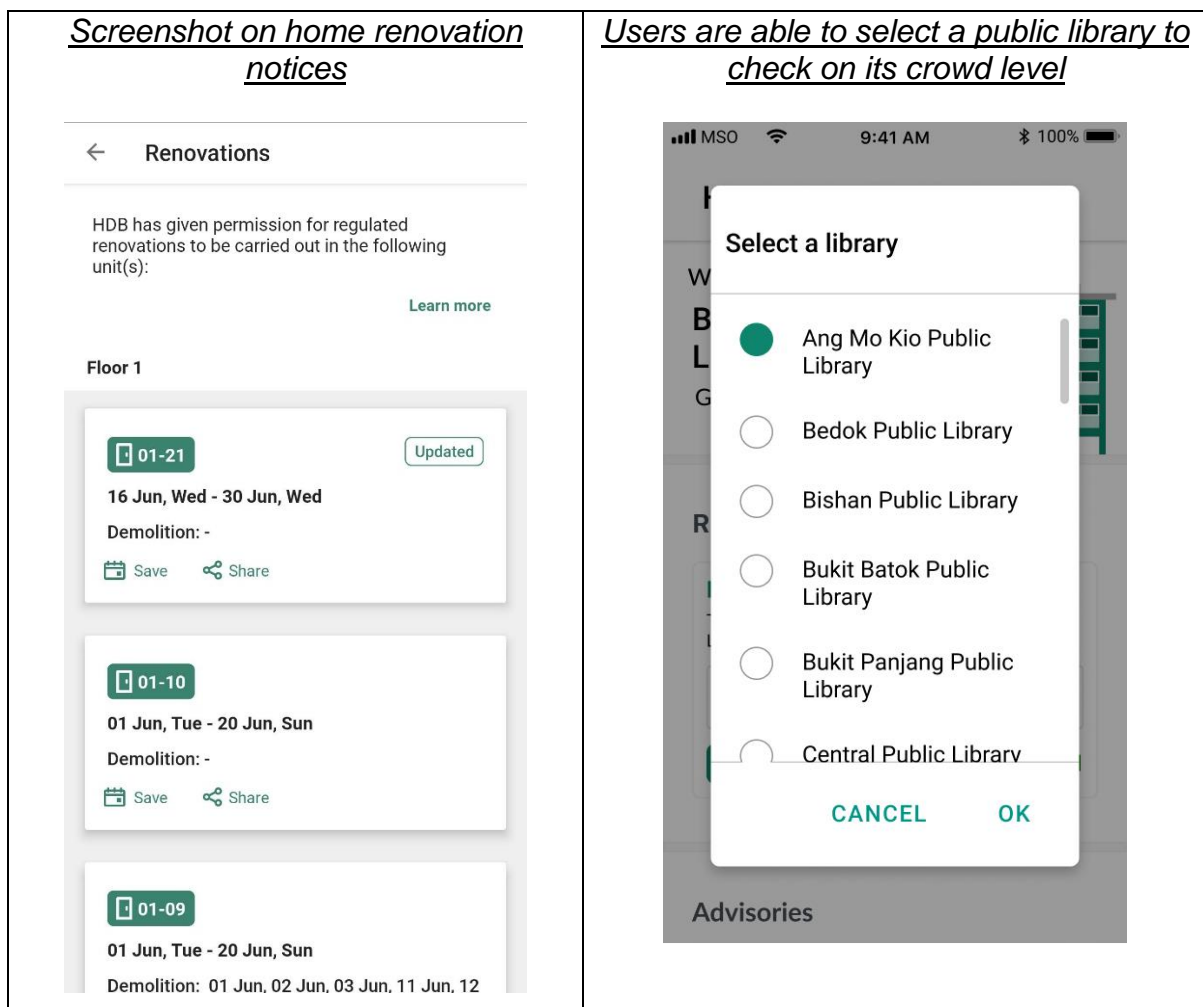 Screenshot on home renovation
notices
← Renovations
HDB has given permission for regulated
renovations to be carried out in the following
unit(s):
Learn more
Floor 1
01-21
Updated
16 Jun, Wed - 30 Jun, Wed
Demolition: -
Save Share
01-10
01 Jun, Tue - 20 Jun, Sun
Demolition: -
Save Share
01-09
01 Jun, Tue - 20 Jun, Sun
Demolition: 01 Jun, 02 Jun, 03 Jun, 11 Jun, 12
Users are able to select a public library to
check on its crowd level
MSO 9:41 AM 100%
Select a library
W
B
L
G
R
Ang Mo Kio Public
Library
Bedok Public Library
Bishan Public Library
Bukit Batok Public
Library
Bukit Panjang Public
Library
Central Public Library
CANCEL OK
Advisories